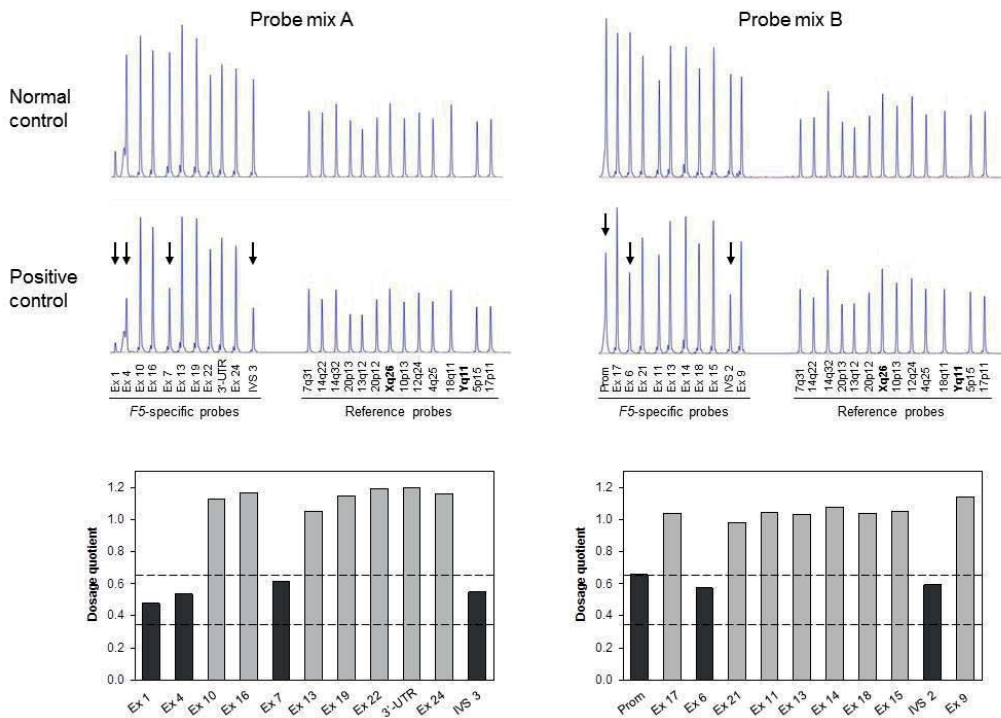 Probe mix A
Probe mix B
Normal
control
Positive
control
Ex 1
Ex 4
Ex 10
Ex 16
Ex 7
Ex 13
Ex 19
Ex 22
3'-UTR
Ex 24
IVS 3
7q31
14q22
14q32
20p13
13q12
20p12
Xq26
10p13
12q24
4q25
18q11
Yq11
5p15
17p11
F5-specific probes
Reference probes
Prom
Ex 17
Ex 6
Ex 21
Ex 11
Ex 13
Ex 14
Ex 18
Ex 15
IVS 2
Ex 9
7q31
14q22
14q32
20p13
13q12
20p12
Xq26
10p13
12q24
4q25
18q11
Yq11
5p15
17p11
F5-specific probes
Reference probes
Dosage quotient
1.2
1.0
0.8
0.6
0.4
0.2
0.0
Ex 1
Ex 4
Ex 10
Ex 16
Ex 7
Ex 13
Ex 19
Ex 22
3'-UTR
Ex 24
IVS 3
Dosage quotient
1.2
1.0
0.8
0.6
0.4
0.2
0.0
Prom
Ex 17
Ex 6
Ex 21
Ex 11
Ex 13
Ex 14
Ex 18
Ex 15
IVS 2
Ex 9